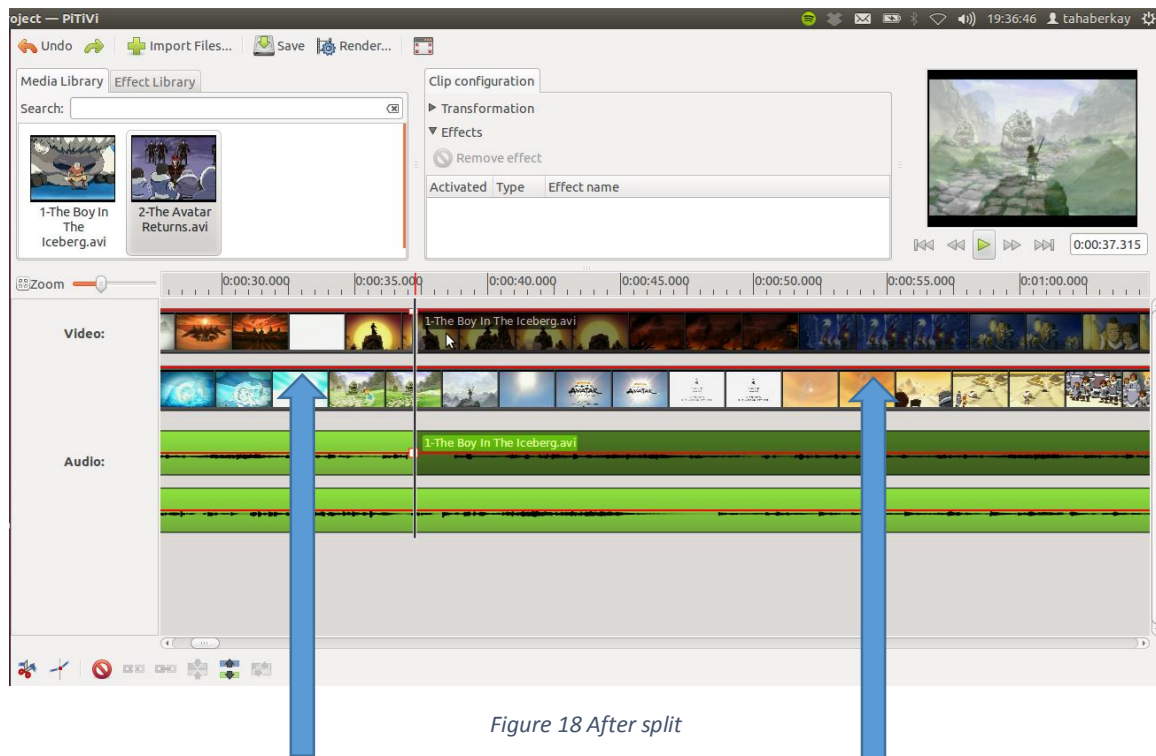 oject — PiTiVi
19:36:46 tahaberkay
Undo Import Files... Save Render...
Media Library Effect Library
Search:
1-The Boy In
The
Iceberg.avi
2-The Avatar
Returns.avi
Clip configuration
Transformation
Effects
Remove effect
Activated Type Effect name
0:00:37.315
Zoom
0:00:30.000 0:00:35.000 0:00:40.000 0:00:45.000 0:00:50.000 0:00:55.000 0:01:00.000
Video:
1-The Boy In The Iceberg.avi
AVATAR AVATAR
Audio:
1-The Boy In The Iceberg.avi
Figure 18 After split